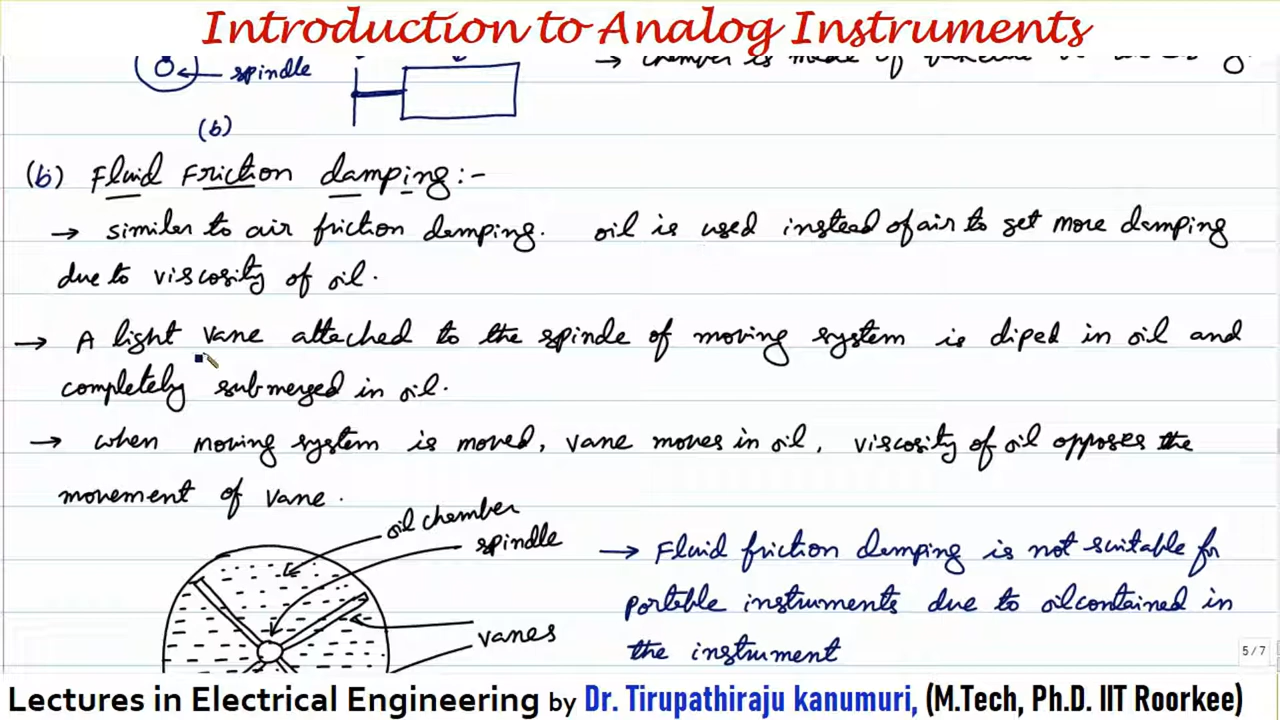 Introduction to Analog Instruments
spindle
→ chamber is made of
(b)
(b) Fluid Friction damping :-
→ similar to air friction damping. oil is used instead of air to get more damping
due to viscosity of oil.
→ A light vane attached to the spinde of moving system is diped in oil and
completely submerged in oil.
→ when moving system is moved, vane moves in oil, viscosity of oil opposes the
movement of vane.
oil chamber
spindle
→ Fluid friction damping is not suitable for
portable instruments due to oil contained in
vanes
the instrument
5 / 7
Lectures in Electrical Engineering by Dr. Tirupathiraju kanumuri, (M.Tech, Ph.D. IIT Roorkee)